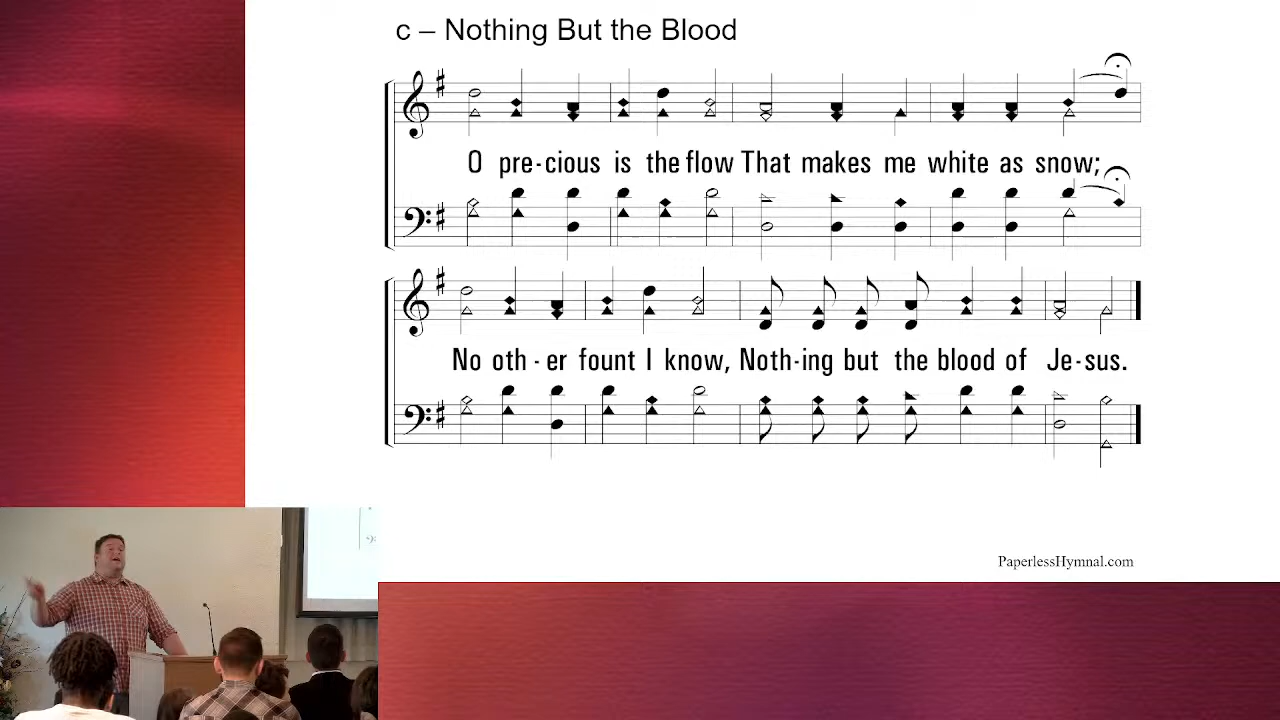 c – Nothing But the Blood
O pre-cious is the flow That makes me white as snow;
No oth - er fount I know, Noth-ing but the blood of Je-sus.
PaperlessHymnal.com